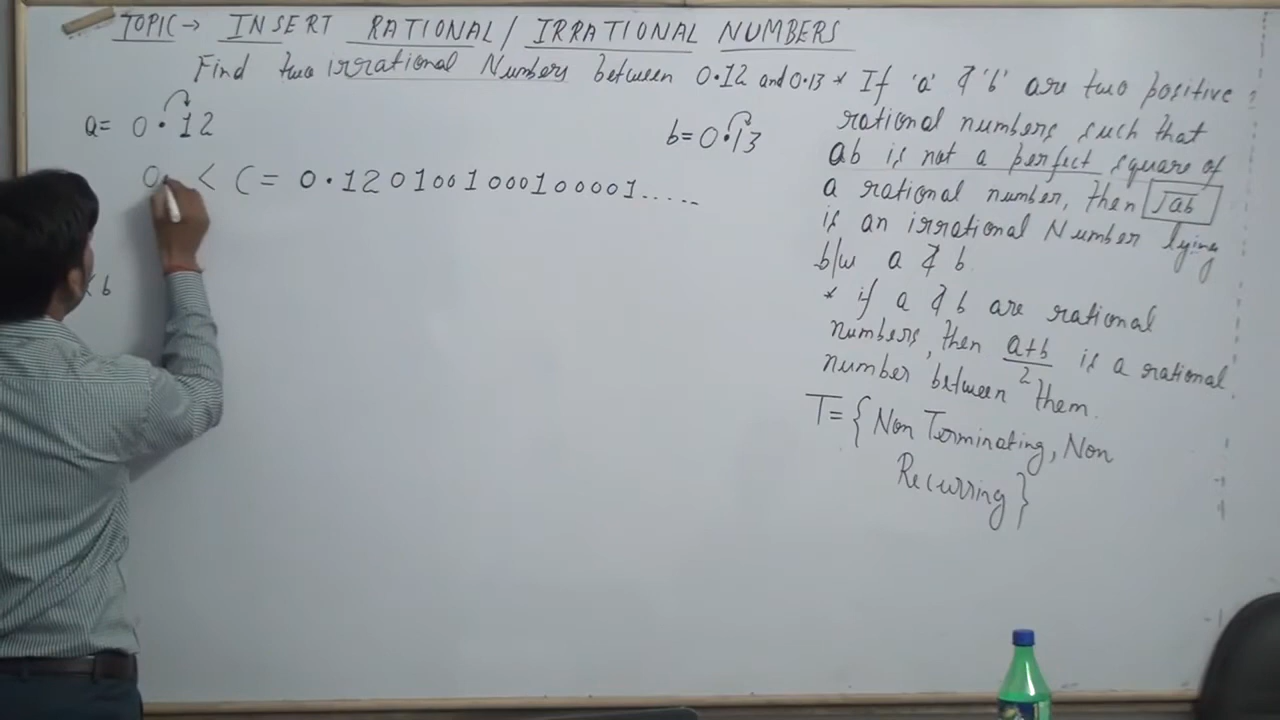 TOPIC → INSERT RATIONAL / IRRATIONAL NUMBERS
Find two irrational Numbers between 0.12 and 0.13
a = 0.12
b = 0.13
0. < C = 0.1201001000100001.....
< b
* If 'a' & 'b' are two positive
rational numbers such that
ab is not a perfect square of
a rational number, then √ab
is an irrational Number lying
b/w a & b
* if a & b are rational
numbers, then a+b/2 is a rational
number between them.
T = { Non Terminating, Non
Recurring }